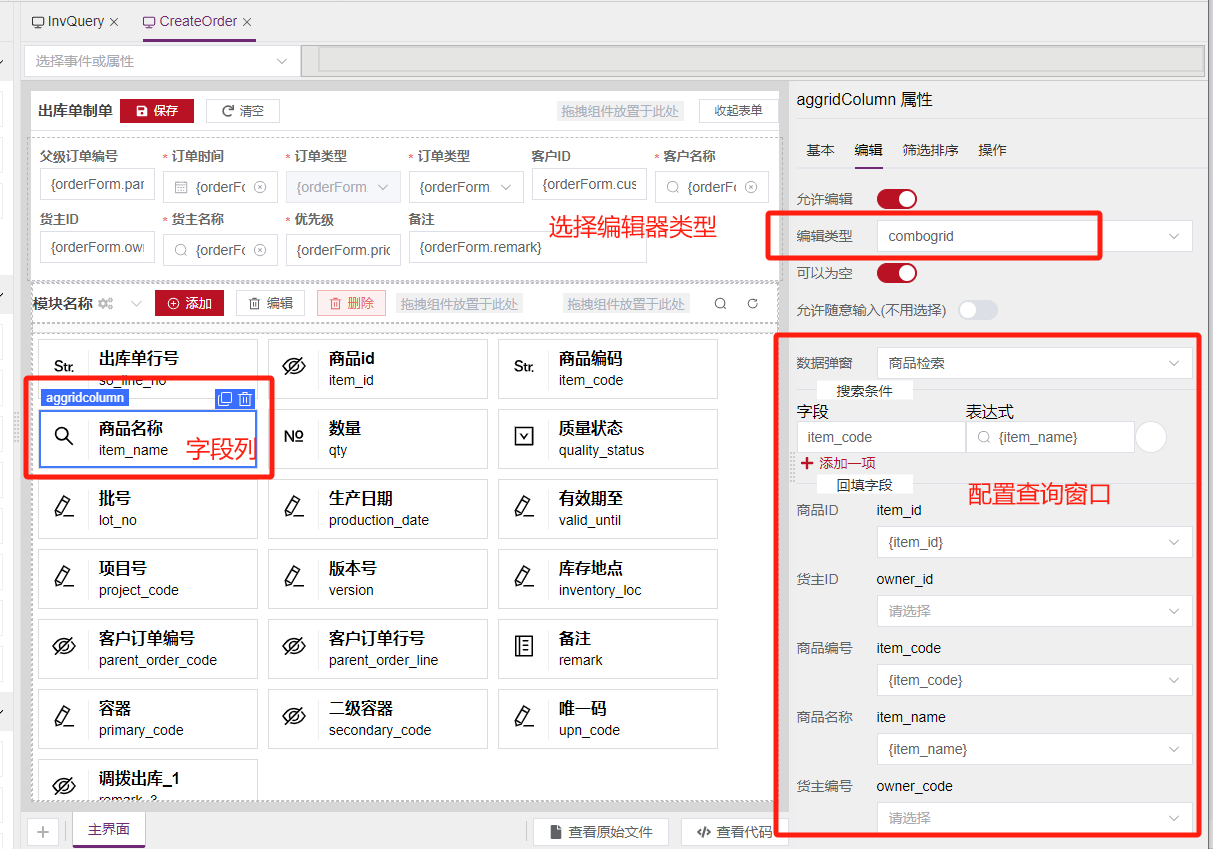 InvQuery
CreateOrder
选择事件或属性
出库单制单
保存
清空
拖拽组件放置于此处
收起表单
父级订单编号
* 订单时间
* 订单类型
* 订单类型
客户ID
* 客户名称
{orderForm.par
{orderFo
{orderForm.
{orderForm.
{orderForm.cus
{orderFo
货主ID
* 货主名称
* 优先级
备注
{orderForm.ow
{orderFo
{orderForm.pric
{orderForm.remark}
选择编辑器类型
模块名称
添加
编辑
删除
拖拽组件放置于此处
拖拽组件放置于此处
Str.
出库单行号
so_line_no
商品id
item_id
Str.
商品编码
item_code
aggridcolumn
商品名称
item_name
字段列
Nº
数量
qty
质量状态
quality_status
批号
lot_no
生产日期
production_date
有效期至
valid_until
项目号
project_code
版本号
version
库存地点
inventory_loc
客户订单编号
parent_order_code
客户订单行号
parent_order_line
备注
remark
容器
primary_code
二级容器
secondary_code
唯一码
upn_code
调拨出库_1
remark_3
主界面
查看原始文件
查看代码
aggridColumn 属性
基本
编辑
筛选排序
操作
允许编辑
编辑类型
combogrid
可以为空
允许随意输入(不用选择)
数据弹窗
商品检索
搜索条件
字段
表达式
item_code
{item_name}
添加一项
回填字段
配置查询窗口
商品ID
item_id
{item_id}
货主ID
owner_id
请选择
商品编号
item_code
{item_code}
商品名称
item_name
{item_name}
货主编号
owner_code
请选择